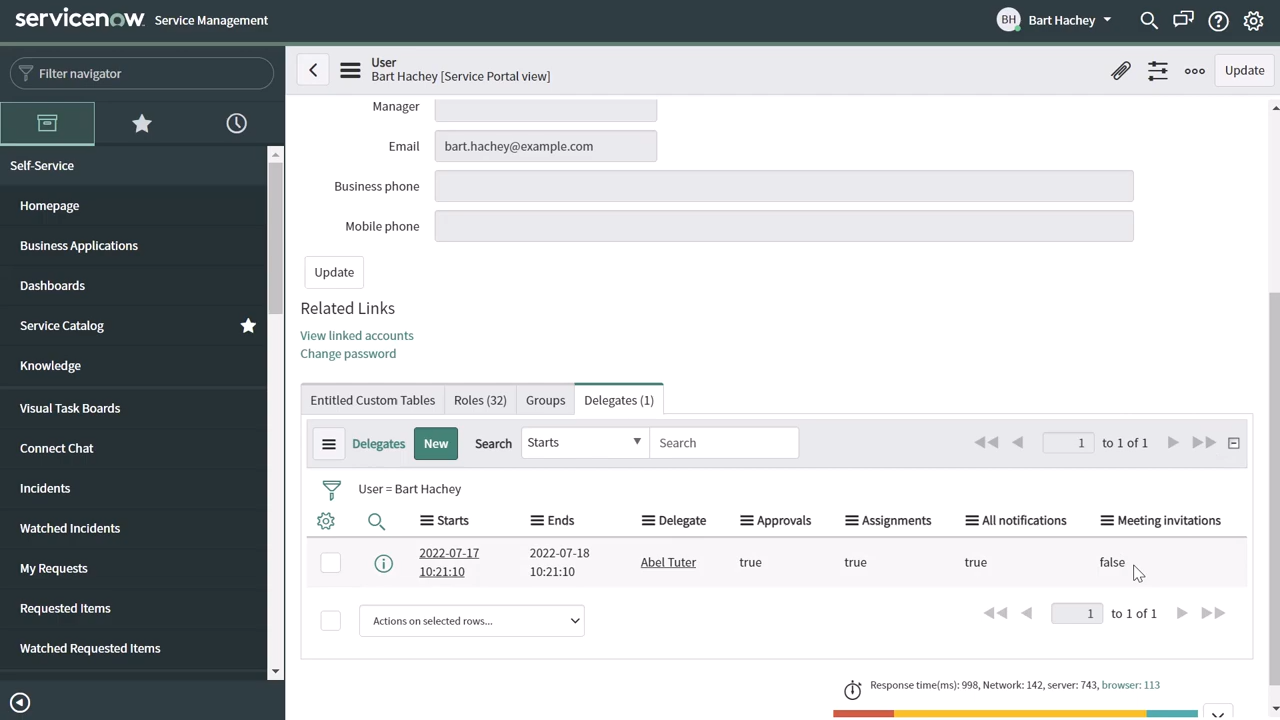 servicenow. Service Management
BH Bart Hachey
Filter navigator
Self-Service
Homepage
Business Applications
Dashboards
Service Catalog
Knowledge
Visual Task Boards
Connect Chat
Incidents
Watched Incidents
My Requests
Requested Items
Watched Requested Items
User
Bart Hachey [Service Portal view]
Update
Manager
Email bart.hachey@example.com
Business phone
Mobile phone
Update
Related Links
View linked accounts
Change password
Entitled Custom Tables Roles (32) Groups Delegates (1)
Delegates New Search Starts Search 1 to 1 of 1
User = Bart Hachey
Starts Ends Delegate Approvals Assignments All notifications Meeting invitations
2022-07-17 2022-07-18
10:21:10 10:21:10 Abel Tuter true true true false
Actions on selected rows... 1 to 1 of 1
Response time(ms): 998, Network: 142, server: 743, browser: 113